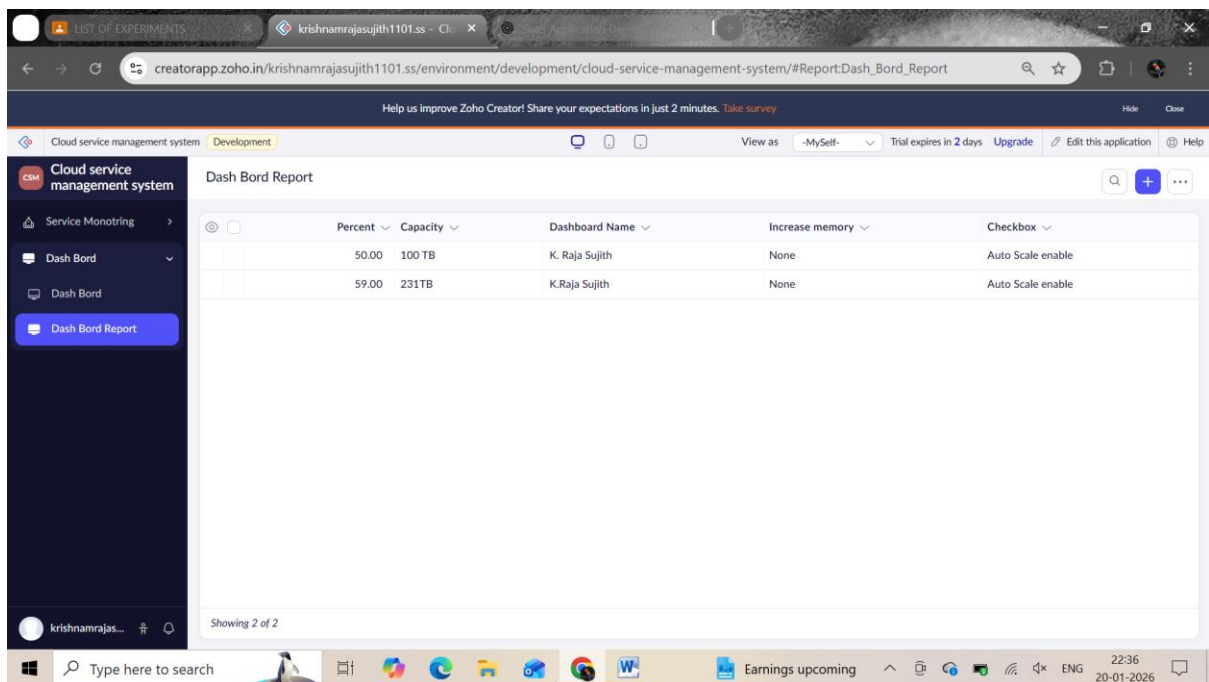 LIST OF EXPERIMENTS
krishnamrajasujith1101.ss - Cl
creatorapp.zoho.in/krishnamrajasujith1101.ss/environment/development/cloud-service-management-system/#Report:Dash_Bord_Report
Help us improve Zoho Creator! Share your expectations in just 2 minutes. Take survey Hide Close
Cloud service management system Development View as -MySelf- Trial expires in 2 days Upgrade Edit this application Help
CSM Cloud service management system
Service Monotring
Dash Bord
Dash Bord
Dash Bord Report
krishnamrajas...
Dash Bord Report
Percent Capacity Dashboard Name Increase memory Checkbox
50.00 100 TB K. Raja Sujith None Auto Scale enable
59.00 231TB K.Raja Sujith None Auto Scale enable
Showing 2 of 2
Type here to search W Earnings upcoming ENG 22:36
20-01-2026